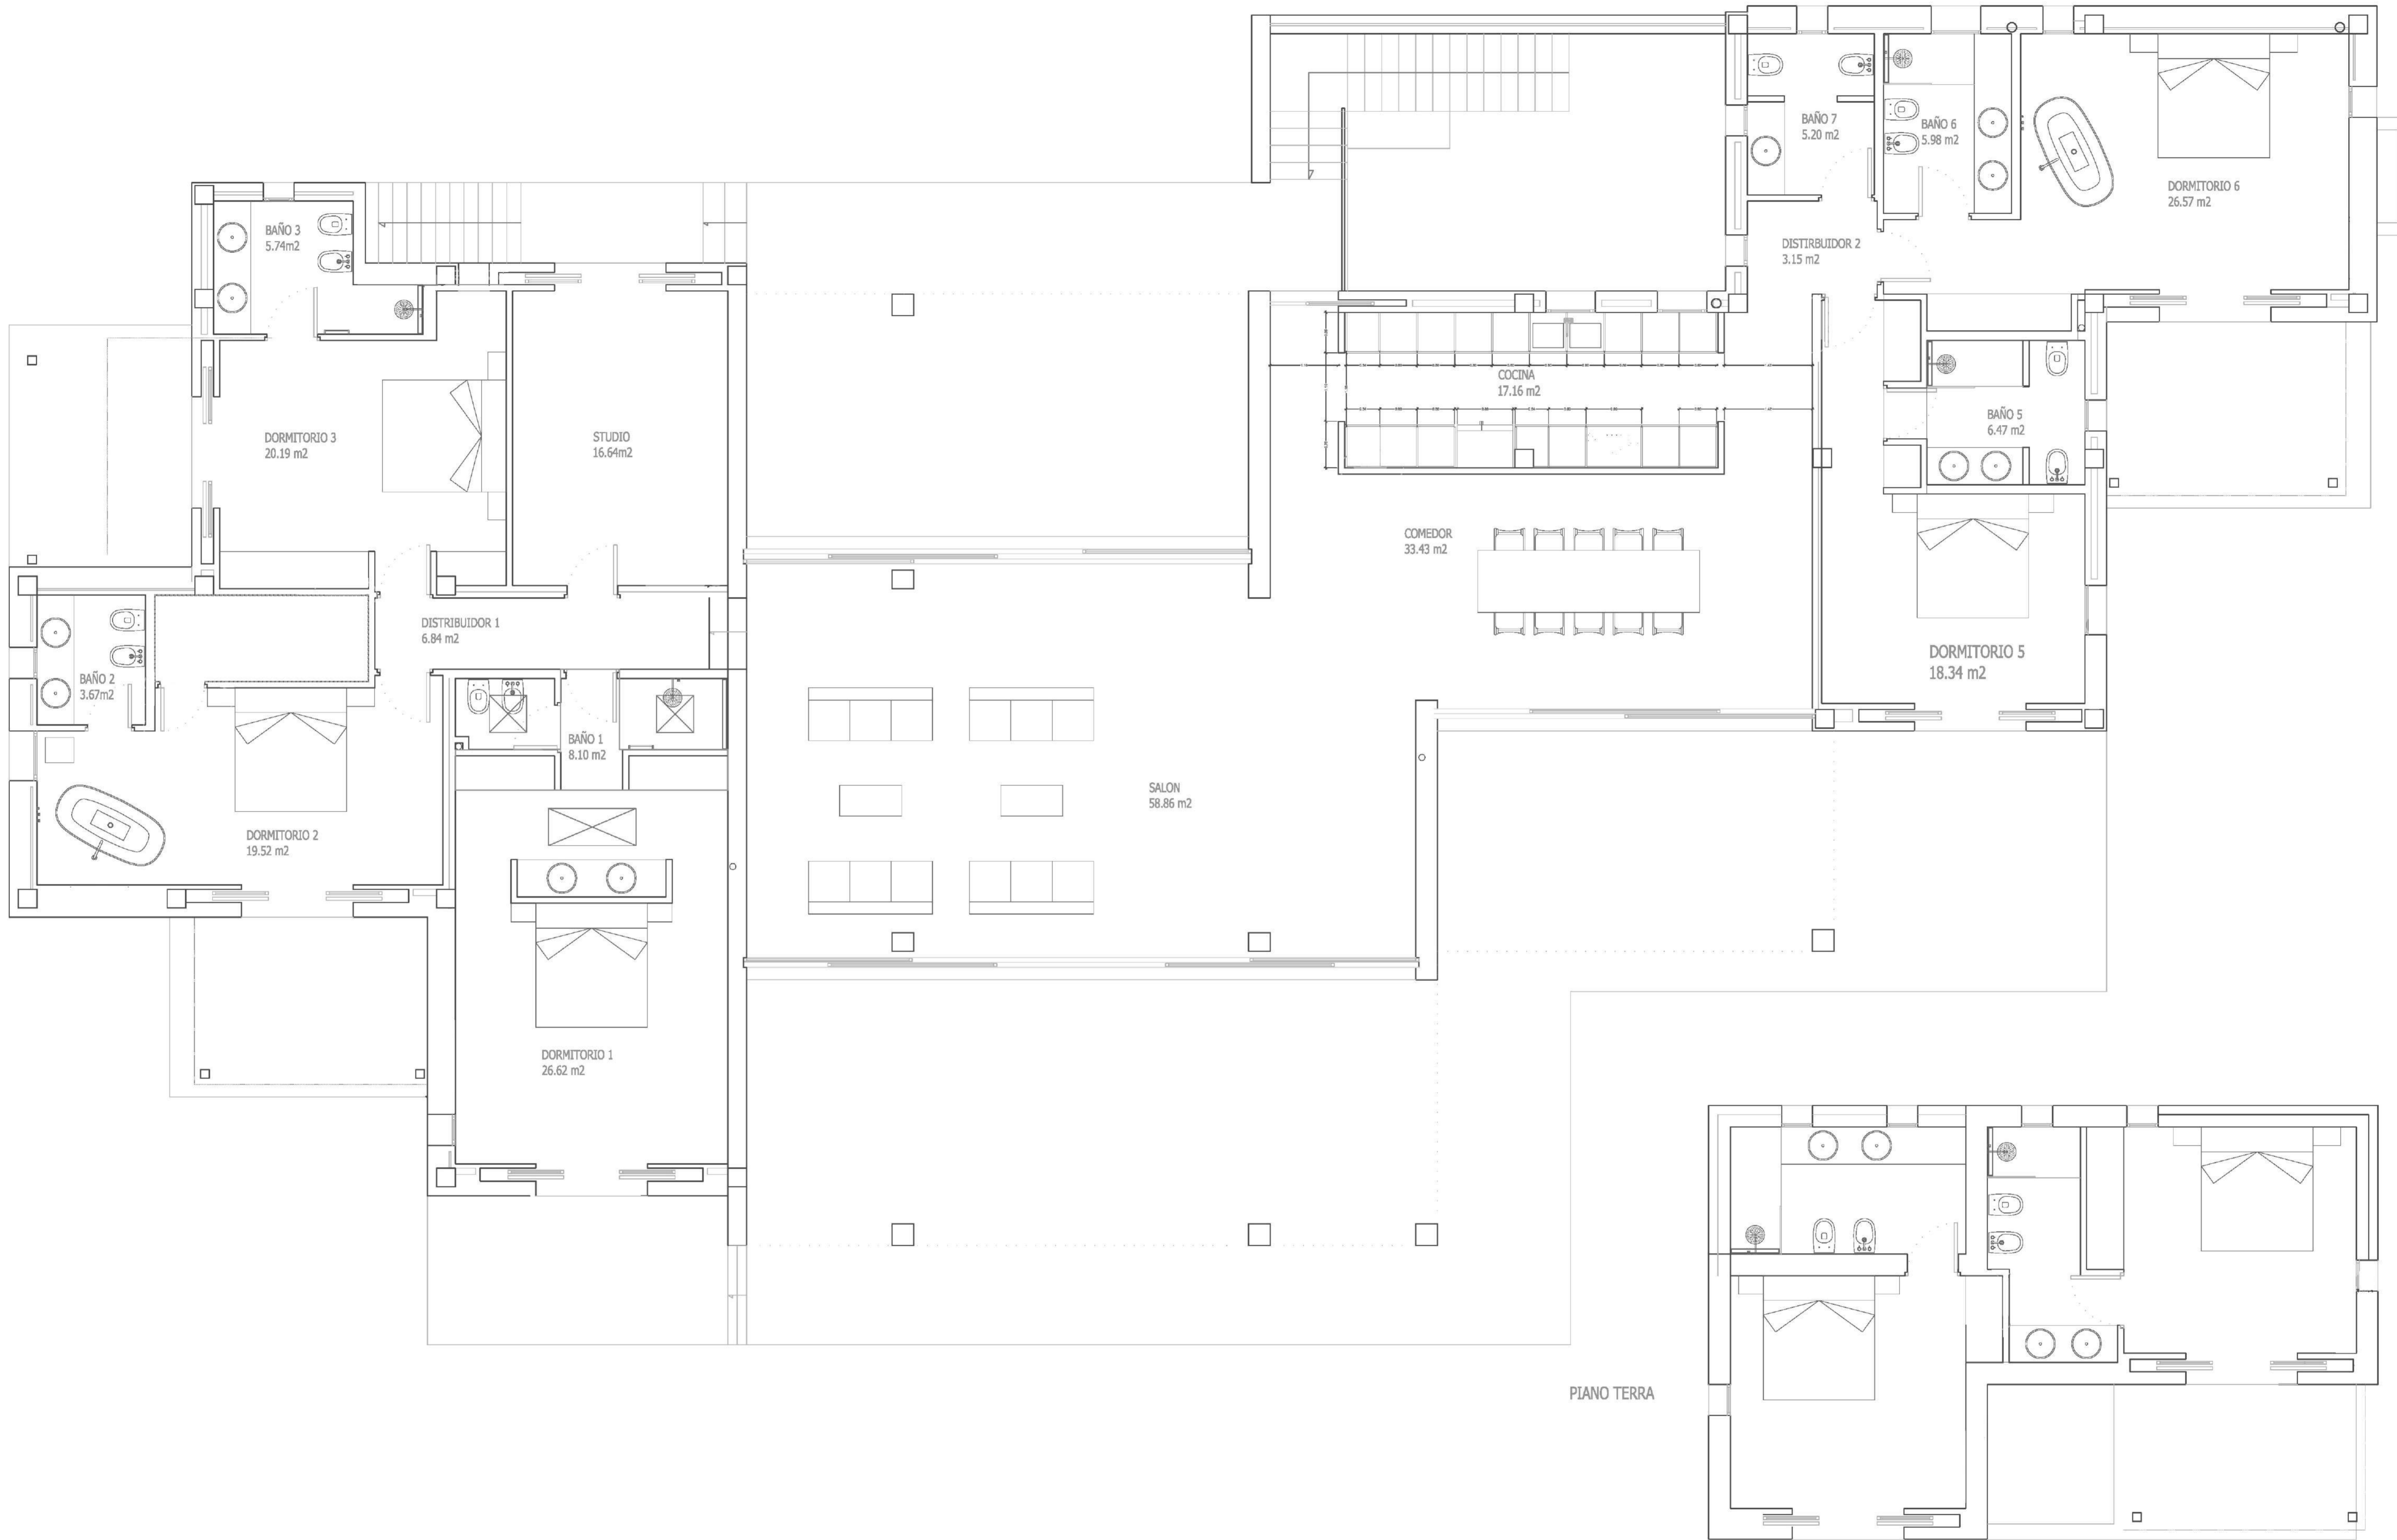 BAÑO 7
5.20 m2
BAÑO 6
5.98 m2
DORMITORIO 6
26.57 m2
BAÑO 3
5.74m2
DISTIRBUIDOR 2
3.15 m2
COCINA
17.16 m2
DORMITORIO 3
20.19 m2
STUDIO
16.64m2
BAÑO 5
6.47 m2
COMEDOR
33.43 m2
DISTRIBUIDOR 1
6.84 m2
DORMITORIO 5
18.34 m2
BAÑO 2
3.67m2
BAÑO 1
8.10 m2
SALON
58.86 m2
DORMITORIO 2
19.52 m2
DORMITORIO 1
26.62 m2
PIANO TERRA